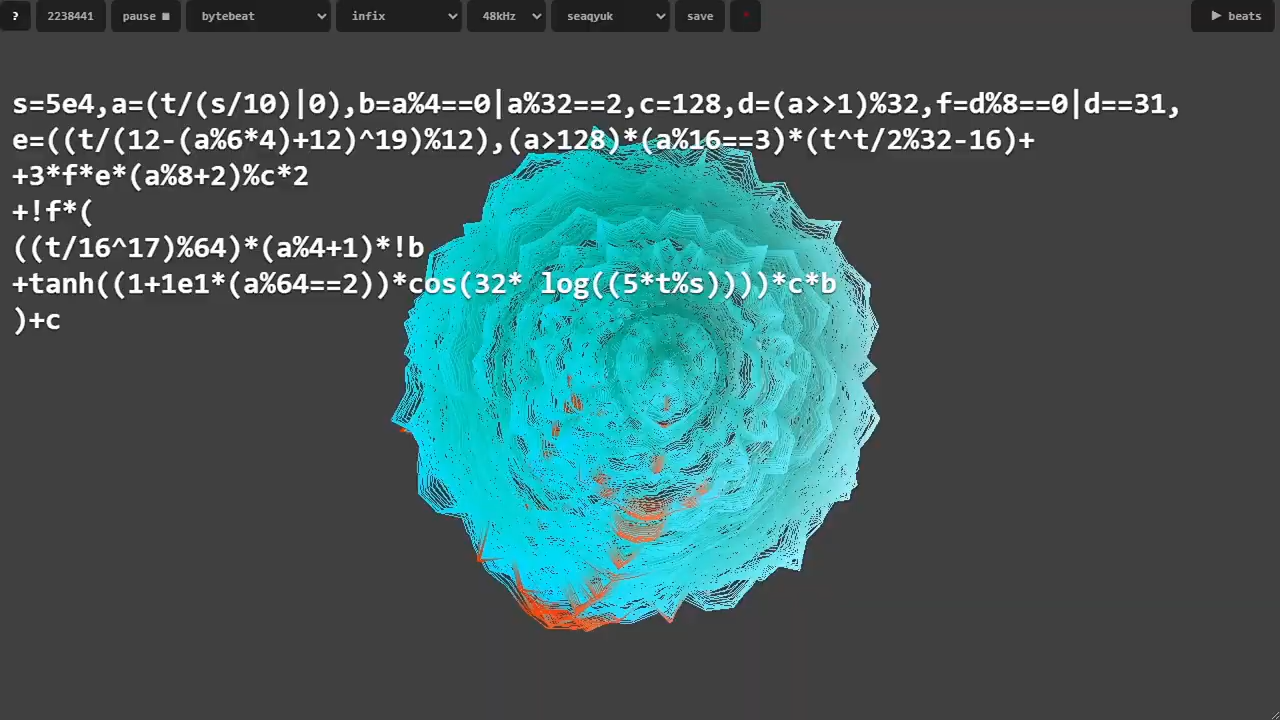 ? 2238441 pause ■ bytebeat infix 48kHz seaqyuk save * ▶ beats
s=5e4,a=(t/(s/10)|0),b=a%4==0|a%32==2,c=128,d=(a>>1)%32,f=d%8==0|d==31,
e=((t/(12-(a%6*4)+12)^19)%12),(a>128)*(a%16==3)*(t^t/2%32-16)+
+3*f*e*(a%8+2)%c*2
+!f*(
((t/16^17)%64)*(a%4+1)*!b
+tanh((1+1e1*(a%64==2))*cos(32* log((5*t%s))))*c*b
)+c